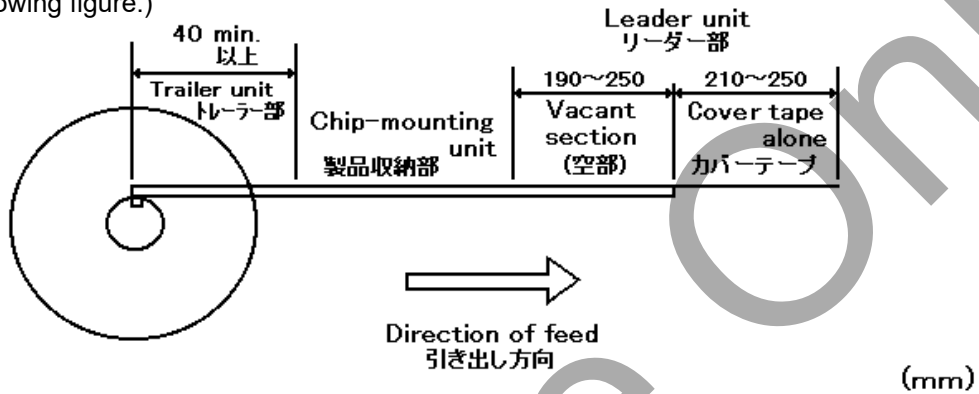 owing figure.)
40 min.
以上
Trailer unit
トレーラー部
Chip-mounting
unit
製品収納部
Leader unit
リーダー部
190～250
Vacant
section
(空部)
210～250
Cover tape
alone
カバーテープ
Direction of feed
引き出し方向
(mm)